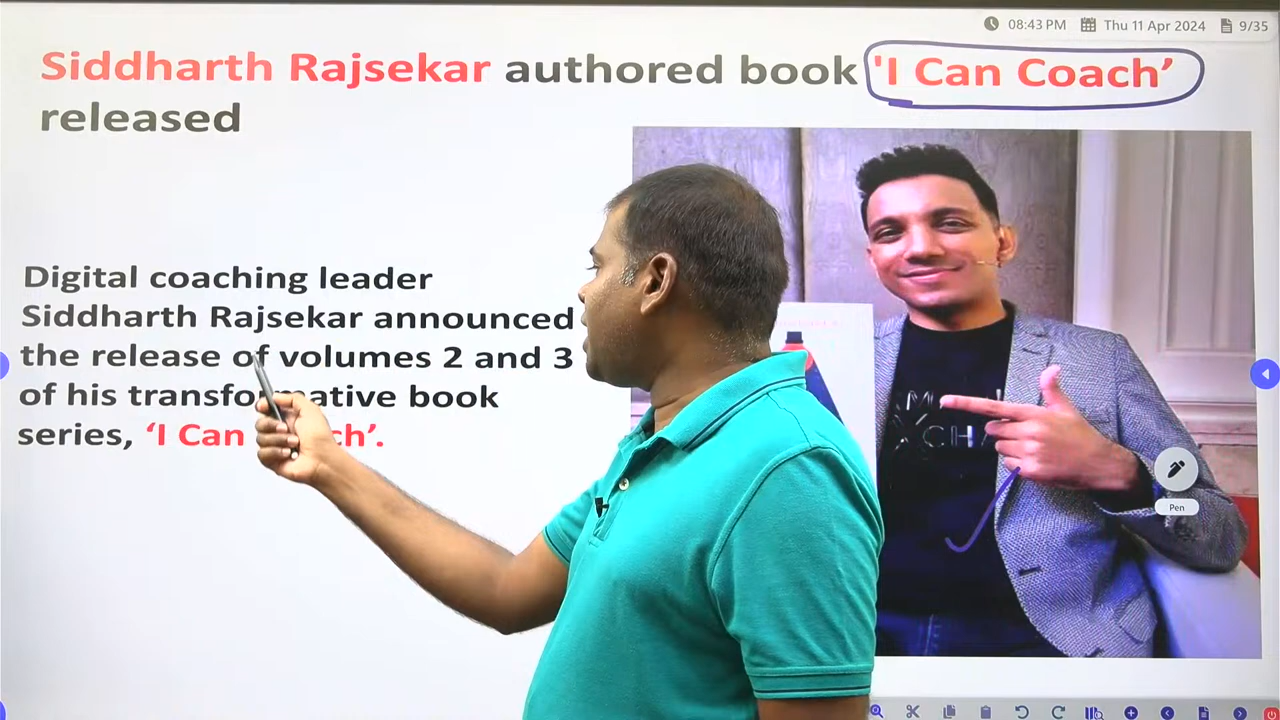 08:43 PM Thu 11 Apr 2024 9/35
Siddharth Rajsekar authored book 'I Can Coach’
released
Digital coaching leader
Siddharth Rajsekar announced
the release of volumes 2 and 3
of his book
series, ‘I Can
Pen